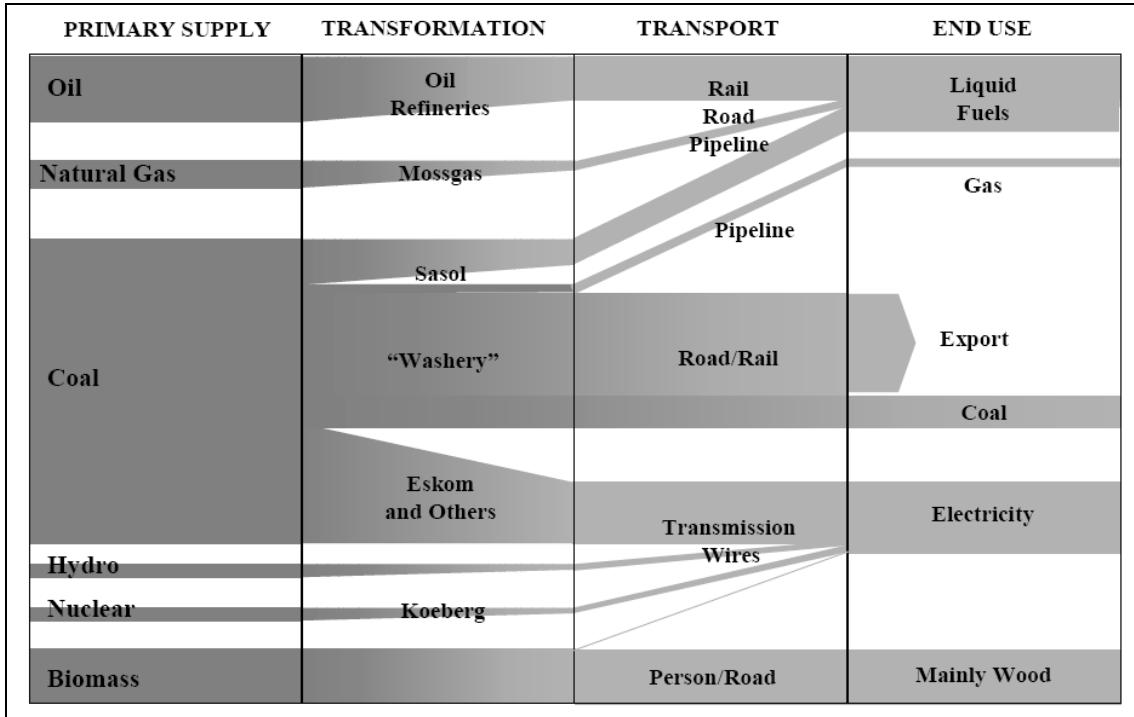 PRIMARY SUPPLY TRANSFORMATION TRANSPORT END USE
Oil
Oil
Refineries
Rail
Road
Pipeline
Liquid
Fuels
Natural Gas
Mossgas
Gas
Pipeline
Sasol
Coal
“Washery”
Road/Rail
Export
Coal
Eskom
and Others
Transmission
Wires
Electricity
Hydro
Nuclear
Koeberg
Biomass
Person/Road
Mainly Wood